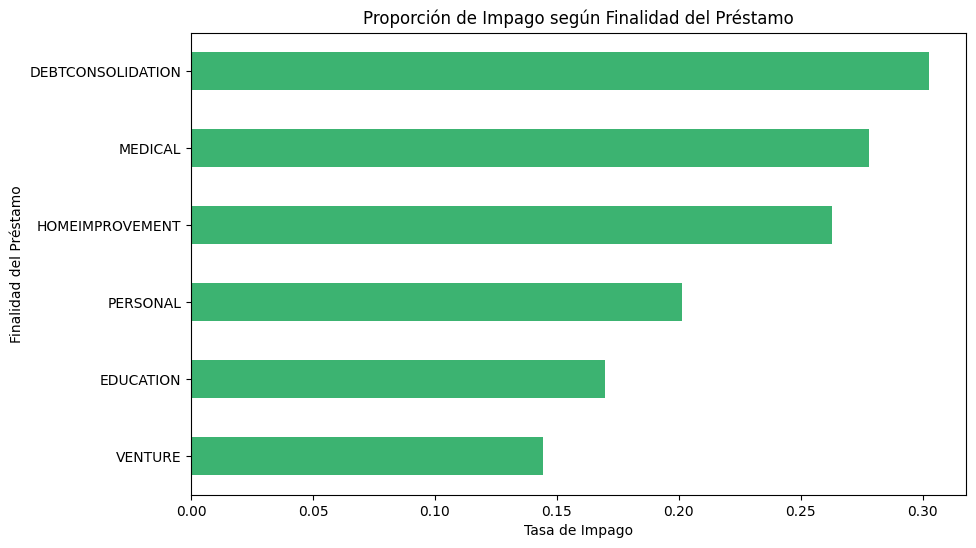 Proporción de Impago según Finalidad del Préstamo
Finalidad del Préstamo
DEBTCONSOLIDATION
MEDICAL
HOMEIMPROVEMENT
PERSONAL
EDUCATION
VENTURE
0.00 0.05 0.10 0.15 0.20 0.25 0.30
Tasa de Impago